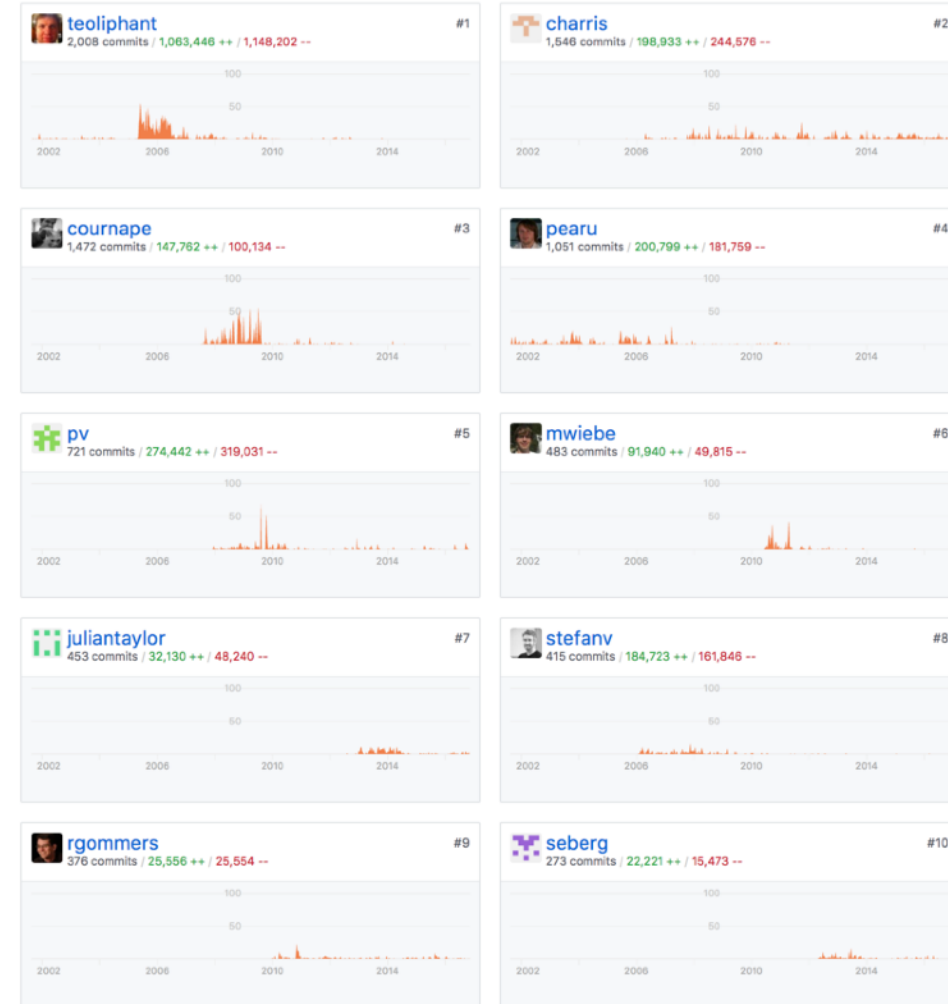 teoliphant #1
2,008 commits / 1,063,446 ++ / 1,148,202 --
100
50
2002 2006 2010 2014
charris #2
1,546 commits / 198,933 ++ / 244,576 --
100
50
2002 2006 2010 2014
cournape #3
1,472 commits / 147,762 ++ / 100,134 --
100
50
2002 2006 2010 2014
pearu #4
1,051 commits / 200,799 ++ / 181,759 --
100
50
2002 2006 2010 2014
pv #5
721 commits / 274,442 ++ / 319,031 --
100
50
2002 2006 2010 2014
mwiebe #6
483 commits / 91,940 ++ / 49,815 --
100
50
2002 2006 2010 2014
juliantaylor #7
453 commits / 32,130 ++ / 48,240 --
100
50
2002 2006 2010 2014
stefanv #8
415 commits / 184,723 ++ / 161,846 --
100
50
2002 2006 2010 2014
rgommers #9
376 commits / 25,556 ++ / 25,554 --
100
50
2002 2006 2010 2014
seberg #10
273 commits / 22,221 ++ / 15,473 --
100
50
2002 2006 2010 2014